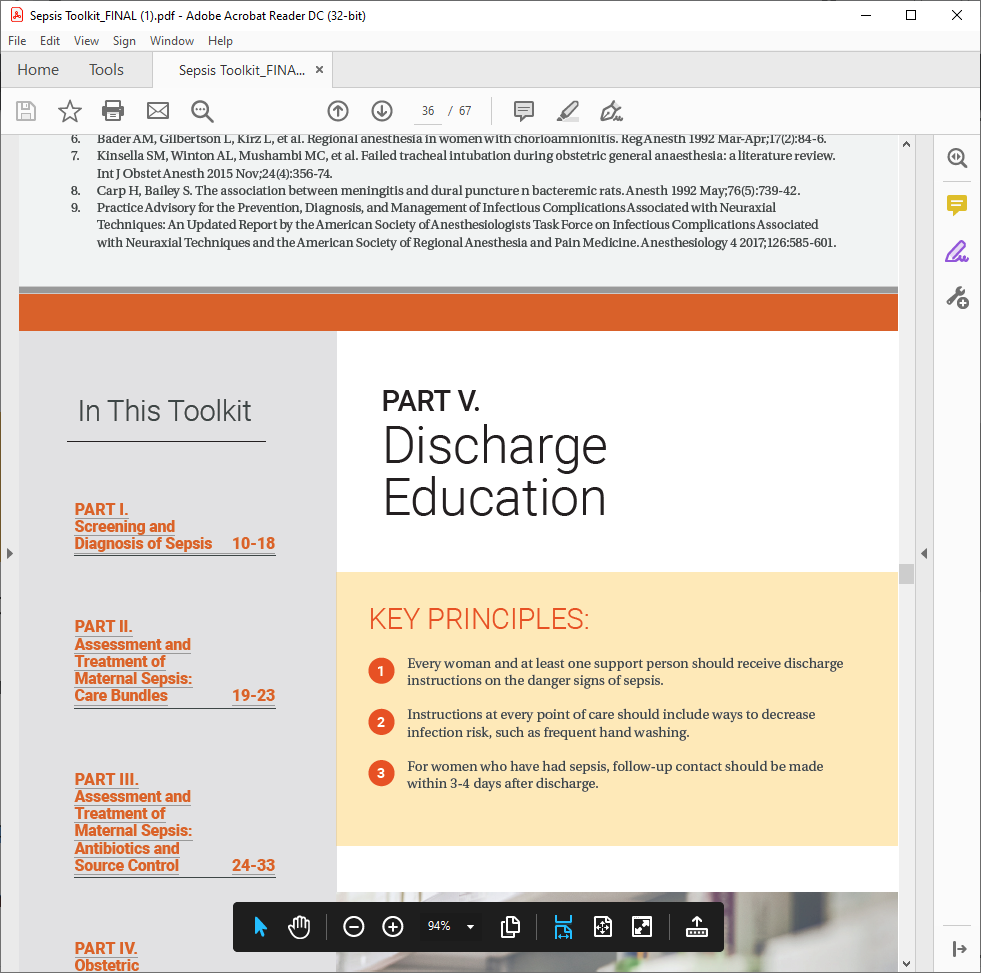 Sepsis Toolkit_FINAL (1).pdf - Adobe Acrobat Reader DC (32-bit)
File Edit View Sign Window Help
Home Tools Sepsis Toolkit_FINA... ×
36 / 67
6. Bader AM, Gilbertson L, Kirz L, et al. Regional anesthesia in women with chorioamnionitis. Reg Anesth 1992 Mar-Apr;17(2):84-6.
7. Kinsella SM, Winton AL, Mushambi MC, et al. Failed tracheal intubation during obstetric general anaesthesia: a literature review.
Int J Obstet Anesth 2015 Nov;24(4):356-74.
8. Carp H, Bailey S. The association between meningitis and dural puncture n bacteremic rats. Anesth 1992 May;76(5):739-42.
9. Practice Advisory for the Prevention, Diagnosis, and Management of Infectious Complications Associated with Neuraxial
Techniques: An Updated Report by the American Society of Anesthesiologists Task Force on Infectious Complications Associated
with Neuraxial Techniques and the American Society of Regional Anesthesia and Pain Medicine. Anesthesiology 4 2017;126:585-601.
In This Toolkit
PART I.
Screening and
Diagnosis of Sepsis 10-18
PART II.
Assessment and
Treatment of
Maternal Sepsis:
Care Bundles 19-23
PART III.
Assessment and
Treatment of
Maternal Sepsis:
Antibiotics and
Source Control 24-33
PART IV.
Obstetric
PART V.
Discharge
Education
KEY PRINCIPLES:
1 Every woman and at least one support person should receive discharge
instructions on the danger signs of sepsis.
2 Instructions at every point of care should include ways to decrease
infection risk, such as frequent hand washing.
3 For women who have had sepsis, follow-up contact should be made
within 3-4 days after discharge.
94%